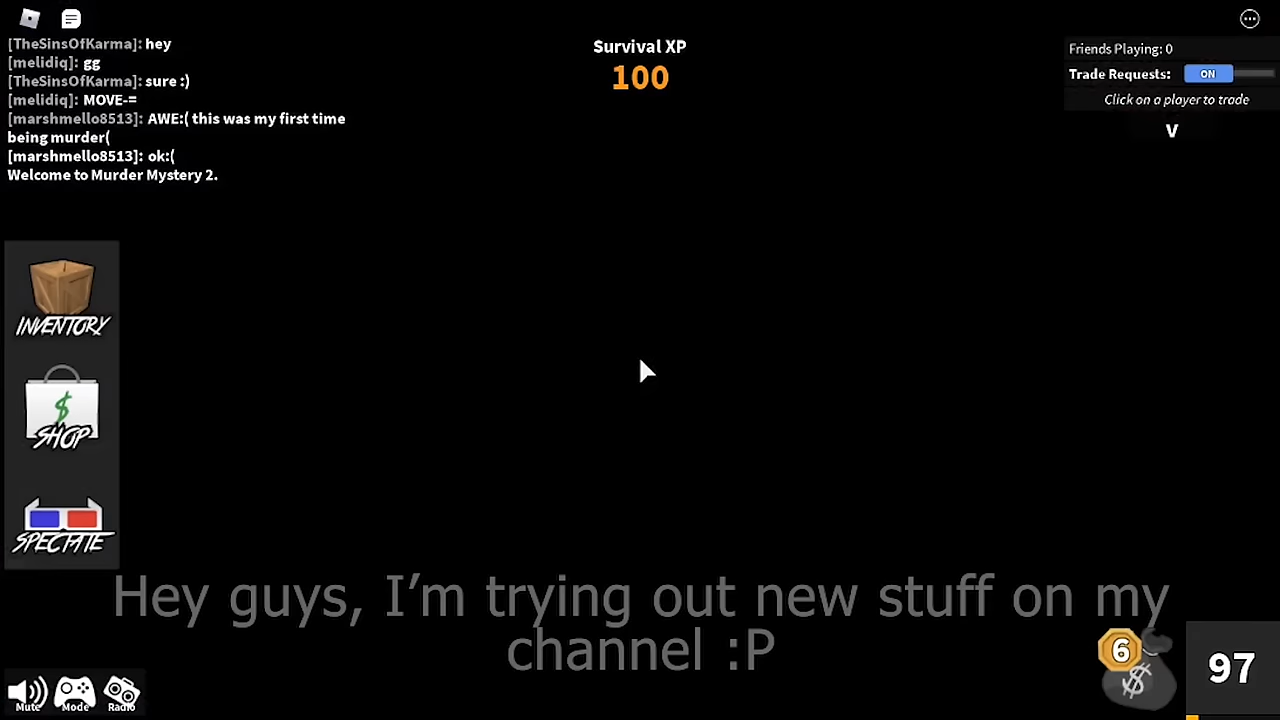 [TheSinsOfKarma]: hey
[melidiq]: gg
[TheSinsOfKarma]: sure :)
[melidiq]: MOVE-=
[marshmello8513]: AWE:( this was my first time
being murder(
[marshmello8513]: ok:(
Welcome to Murder Mystery 2.
Survival XP
100
Friends Playing: 0
Trade Requests: ON
Click on a player to trade
V
INVENTORY
$
SHOP
SPECTATE
Hey guys, I’m trying out new stuff on my
channel :P
6
$
97
Mute Mode Radio